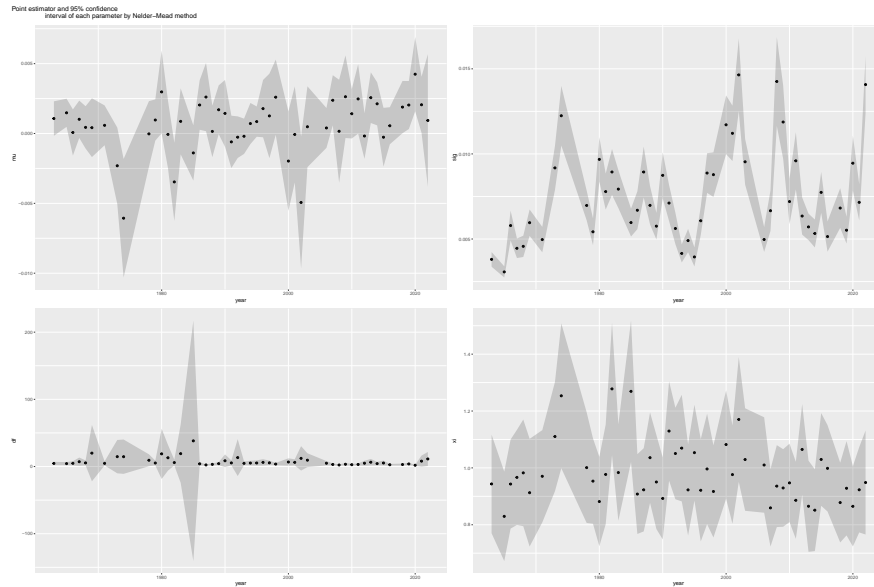 Point estimator and 95% confidence
interval of each parameter by Nelder−Mead method
0.005
0.000
−0.005
−0.010
mu
1980
2000
2020
year
0.015
0.010
0.005
sig
1980
2000
2020
year
200
100
0
−100
df
1980
2000
2020
year
1.4
1.2
1.0
0.8
xi
1980
2000
2020
year